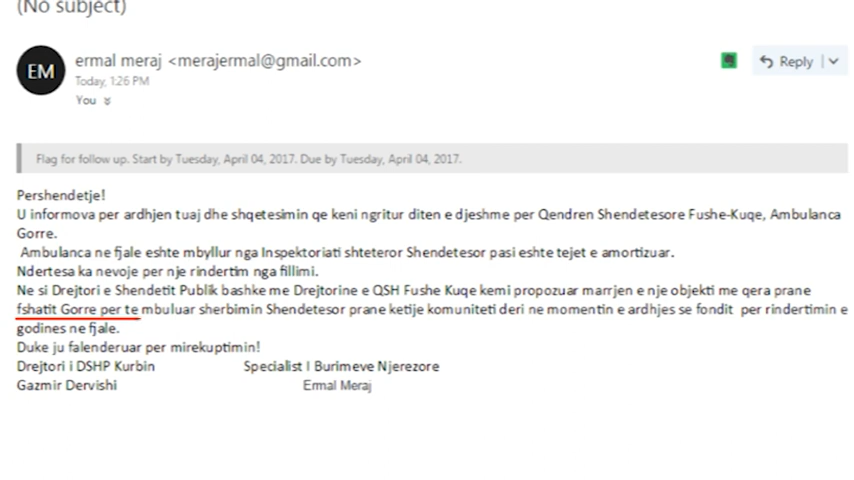 (No subject)
EM
ermal meraj <merajermal@gmail.com>
Reply
Today, 1:26 PM
You
Flag for follow up. Start by Tuesday, April 04, 2017. Due by Tuesday, April 04, 2017.
Pershendetje!
U informova per ardhjen tuaj dhe shqetesimin qe keni ngritur diten e djeshme per Qendren Shendetesore Fushe-Kuqe, Ambulanca
Gorre.
Ambulanca ne fjale eshte mbyllur nga Inspektoriati shteteror Shendetesor pasi eshte tejet e amortizuar.
Ndertesa ka nevoje per nje rindertim nga fillimi.
Ne si Drejtori e Shendetit Publik bashke me Drejtorine e QSH Fushe Kuqe kemi propozuar marrjen e nje objekti me qera prane
fshatit Gorre per te mbuluar sherbimin Shendetesor prane ketije komuniteti deri ne momentin e ardhjes se fondit per rindertimin e
godines ne fjale.
Duke ju falenderuar per mirekuptimin!
Drejtori i DSHP Kurbin Specialist I Burimeve Njerezore
Gazmir Dervishi Ermal Meraj